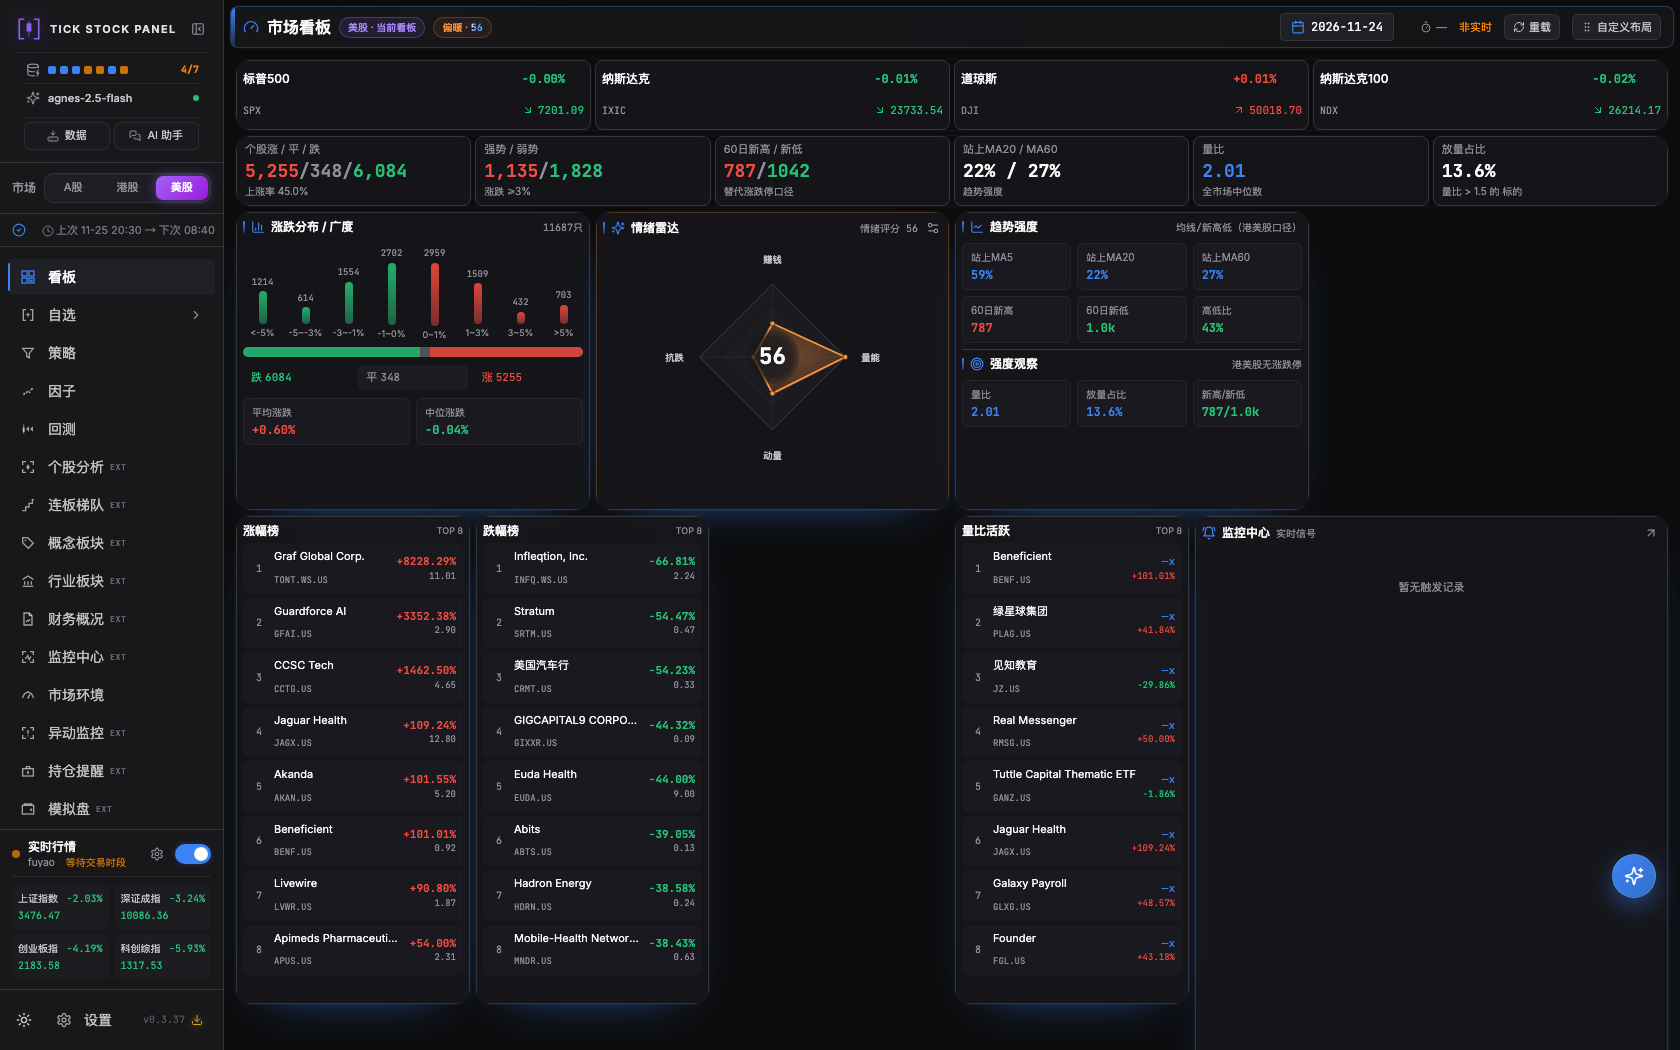 TICK STOCK PANEL
4/7
agnes-2.5-flash
数据
AI 助手
市场
A股
港股
美股
上次 11-25 20:30 → 下次 08:40
看板
自选
策略
因子
回测
个股分析 EXT
连板梯队 EXT
概念板块 EXT
行业板块 EXT
财务概况 EXT
监控中心 EXT
市场环境
异动监控 EXT
持仓提醒 EXT
模拟盘 EXT
实时行情
fuyao 等待交易时段
上证指数 -2.03%
3476.47
深证成指 -3.24%
10086.36
创业板指 -4.19%
2183.58
科创综指 -5.93%
1317.53
设置
v0.3.37
市场看板
美股 · 当前看板
偏暖 · 56
2026-11-24
—
非实时
重载
自定义布局
标普500 -0.00%
SPX ↘ 7201.09
纳斯达克 -0.01%
IXIC ↘ 23733.54
道琼斯 +0.01%
DJI ↗ 50018.70
纳斯达克100 -0.02%
NDX ↘ 26214.17
个股涨 / 平 / 跌
5,255/348/6,084
上涨率 45.0%
强势 / 弱势
1,135/1,828
涨跌 ≥3%
60日新高 / 新低
787/1042
替代涨跌停口径
站上MA20 / MA60
22% / 27%
趋势强度
量比
2.01
全市场中位数
放量占比
13.6%
量比 > 1.5 的 标的
涨跌分布 / 广度
11687只
1214
614
1554
2702
2959
1509
432
703
<-5%
-5~-3%
-3~-1%
-1~0%
0~1%
1~3%
3~5%
>5%
跌 6084
平 348
涨 5255
平均涨跌
+0.60%
中位涨跌
-0.04%
情绪雷达
情绪评分 56
赚钱
抗跌
56
量能
动量
趋势强度
均线/新高低（港美股口径）
站上MA5
59%
站上MA20
22%
站上MA60
27%
60日新高
787
60日新低
1.0k
高低比
43%
强度观察
港美股无涨跌停
量比
2.01
放量占比
13.6%
新高/新低
787/1.0k
涨幅榜
TOP 8
1 Graf Global Corp. +8228.29%
TONT.WS.US 11.01
2 Guardforce AI +3352.38%
GFAI.US 2.90
3 CCSC Tech +1462.50%
CCTG.US 4.65
4 Jaguar Health +109.24%
JAGX.US 12.80
5 Akanda +101.55%
AKAN.US 5.20
6 Beneficient +101.01%
BENF.US 0.92
7 Livewire +90.80%
LVWR.US 1.87
8 Apimeds Pharmaceuti... +54.00%
APUS.US 2.31
跌幅榜
TOP 8
1 Infleqtion, Inc. -66.81%
INFQ.WS.US 2.24
2 Stratum -54.47%
SRTM.US 0.47
3 美国汽车行 -54.23%
CRMT.US 0.33
4 GIGCAPITAL9 CORPO... -44.32%
GIXXR.US 0.09
5 Euda Health -44.00%
EUDA.US 9.00
6 Abits -39.05%
ABTS.US 0.13
7 Hadron Energy -38.58%
HDRN.US 0.24
8 Mobile-Health Networ... -38.43%
MNDR.US 0.63
量比活跃
TOP 8
1 Beneficient —x
BENF.US +101.01%
2 绿星球集团 —x
PLAG.US +41.84%
3 见知教育 —x
JZ.US -29.86%
4 Real Messenger —x
RMSG.US +50.00%
5 Tuttle Capital Thematic ETF —x
GANZ.US -1.86%
6 Jaguar Health —x
JAGX.US +109.24%
7 Galaxy Payroll —x
GLXG.US +48.57%
8 Founder —x
FGL.US +43.18%
监控中心 实时信号
暂无触发记录